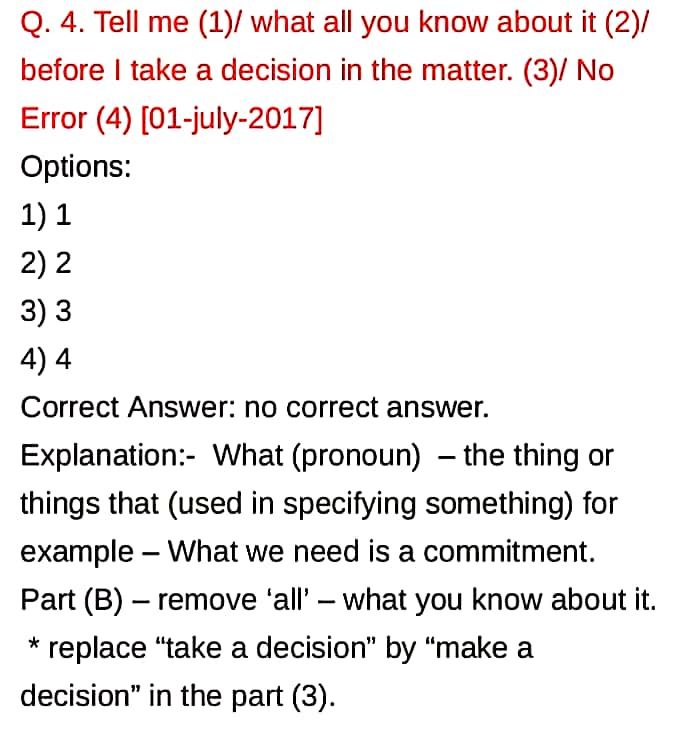 Q. 4. Tell me (1)/ what all you know about it (2)/
before I take a decision in the matter. (3)/ No
Error (4) [01-july-2017]
Options:
1) 1
2) 2
3) 3
4) 4
Correct Answer: no correct answer.
Explanation:-  What (pronoun)  – the thing or
things that (used in specifying something) for
example – What we need is a commitment.
Part (B) – remove ‘all’ – what you know about it.
* replace “take a decision” by “make a
decision” in the part (3).